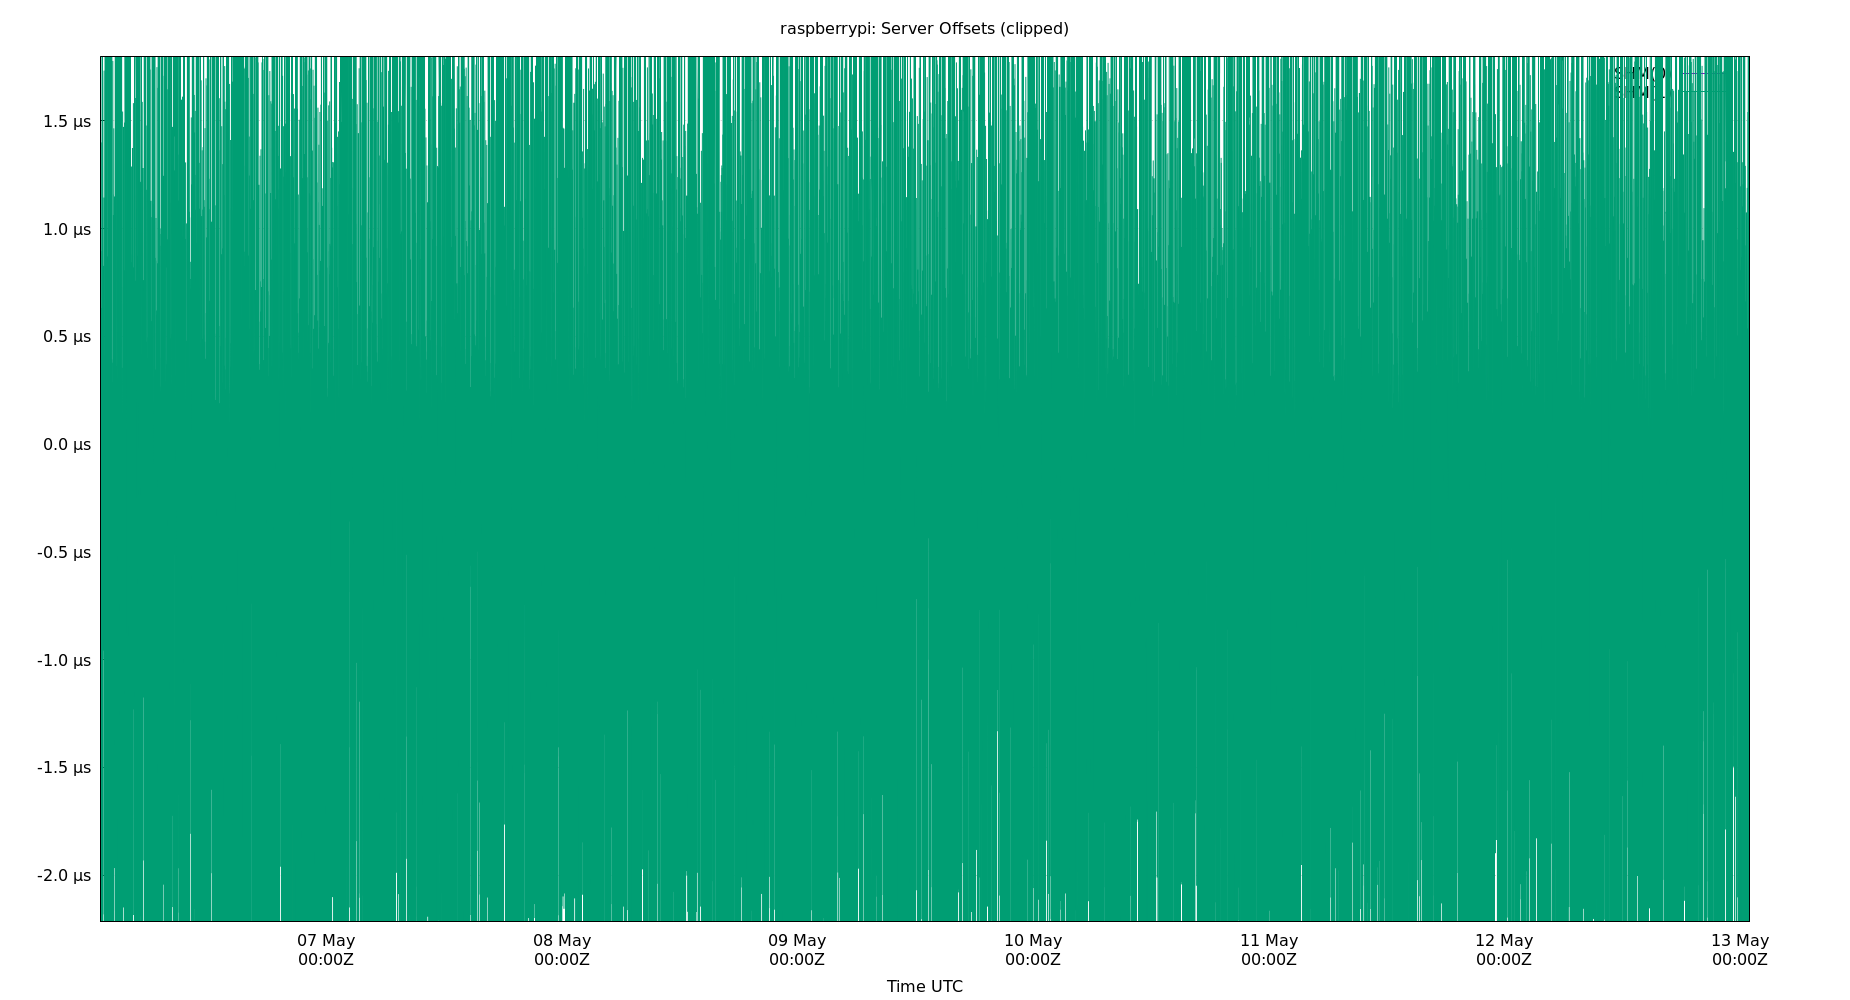 raspberrypi: Server Offsets (clipped)
1.5 µs
1.0 µs
0.5 µs
0.0 µs
-0.5 µs
-1.0 µs
-1.5 µs
-2.0 µs
07 May 08 May 09 May 10 May 11 May 12 May 13 May
00:00Z 00:00Z 00:00Z 00:00Z 00:00Z 00:00Z 00:00Z
Time UTC